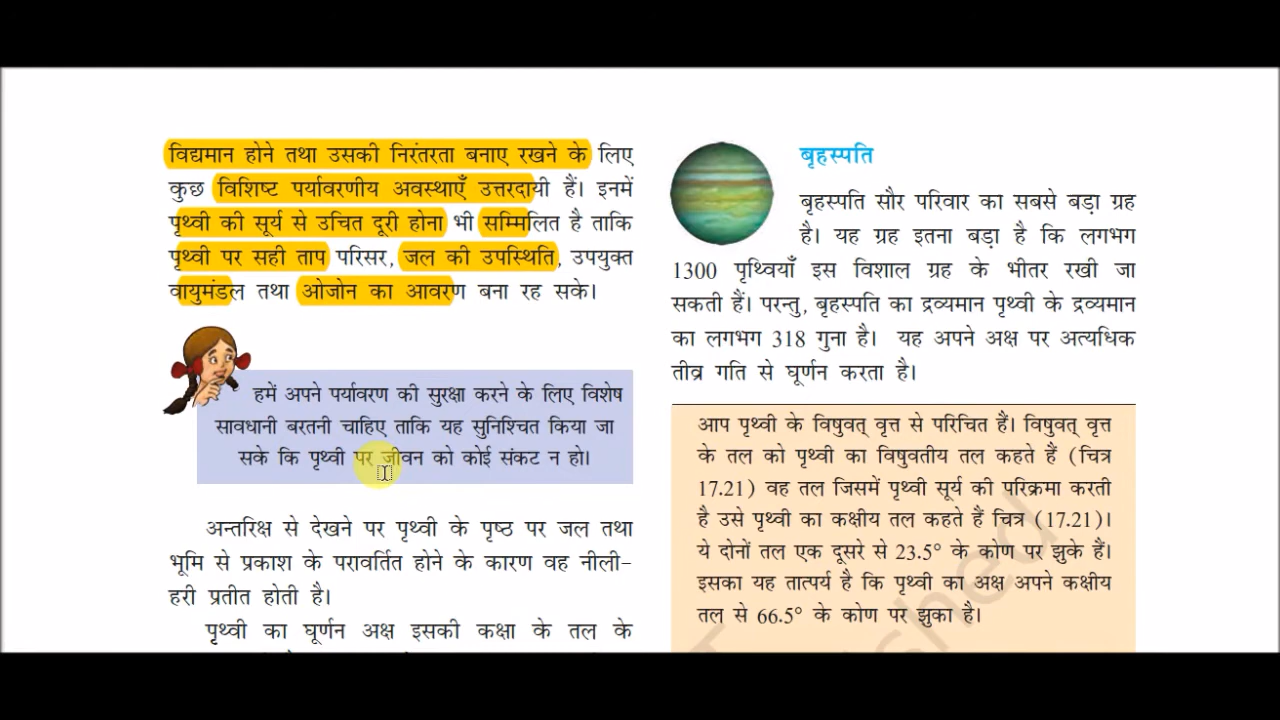 विद्यमान होने तथा उसकी निरंतरता बनाए रखने के लिए
कुछ विशिष्ट पर्यावरणीय अवस्थाएँ उत्तरदायी हैं। इनमें
पृथ्वी की सूर्य से उचित दूरी होना भी सम्मिलित है ताकि
पृथ्वी पर सही ताप परिसर, जल की उपस्थिति, उपयुक्त
वायुमंडल तथा ओजोन का आवरण बना रह सके।
हमें अपने पर्यावरण की सुरक्षा करने के लिए विशेष
सावधानी बरतनी चाहिए ताकि यह सुनिश्चित किया जा
सके कि पृथ्वी पर जीवन को कोई संकट न हो।
अन्तरिक्ष से देखने पर पृथ्वी के पृष्ठ पर जल तथा
भूमि से प्रकाश के परावर्तित होने के कारण वह नीली-
हरी प्रतीत होती है।
पृथ्वी का घूर्णन अक्ष इसकी कक्षा के तल के
बृहस्पति
बृहस्पति सौर परिवार का सबसे बड़ा ग्रह
है। यह ग्रह इतना बड़ा है कि लगभग
1300 पृथ्वियाँ इस विशाल ग्रह के भीतर रखी जा
सकती हैं। परन्तु, बृहस्पति का द्रव्यमान पृथ्वी के द्रव्यमान
का लगभग 318 गुना है। यह अपने अक्ष पर अत्यधिक
तीव्र गति से घूर्णन करता है।
आप पृथ्वी के विषुवत् वृत्त से परिचित हैं। विषुवत् वृत्त
के तल को पृथ्वी का विषुवतीय तल कहते हैं (चित्र
17.21) वह तल जिसमें पृथ्वी सूर्य की परिक्रमा करती
है उसे पृथ्वी का कक्षीय तल कहते हैं चित्र (17.21)।
ये दोनों तल एक दूसरे से 23.5° के कोण पर झुके हैं।
इसका यह तात्पर्य है कि पृथ्वी का अक्ष अपने कक्षीय
तल से 66.5° के कोण पर झुका है।